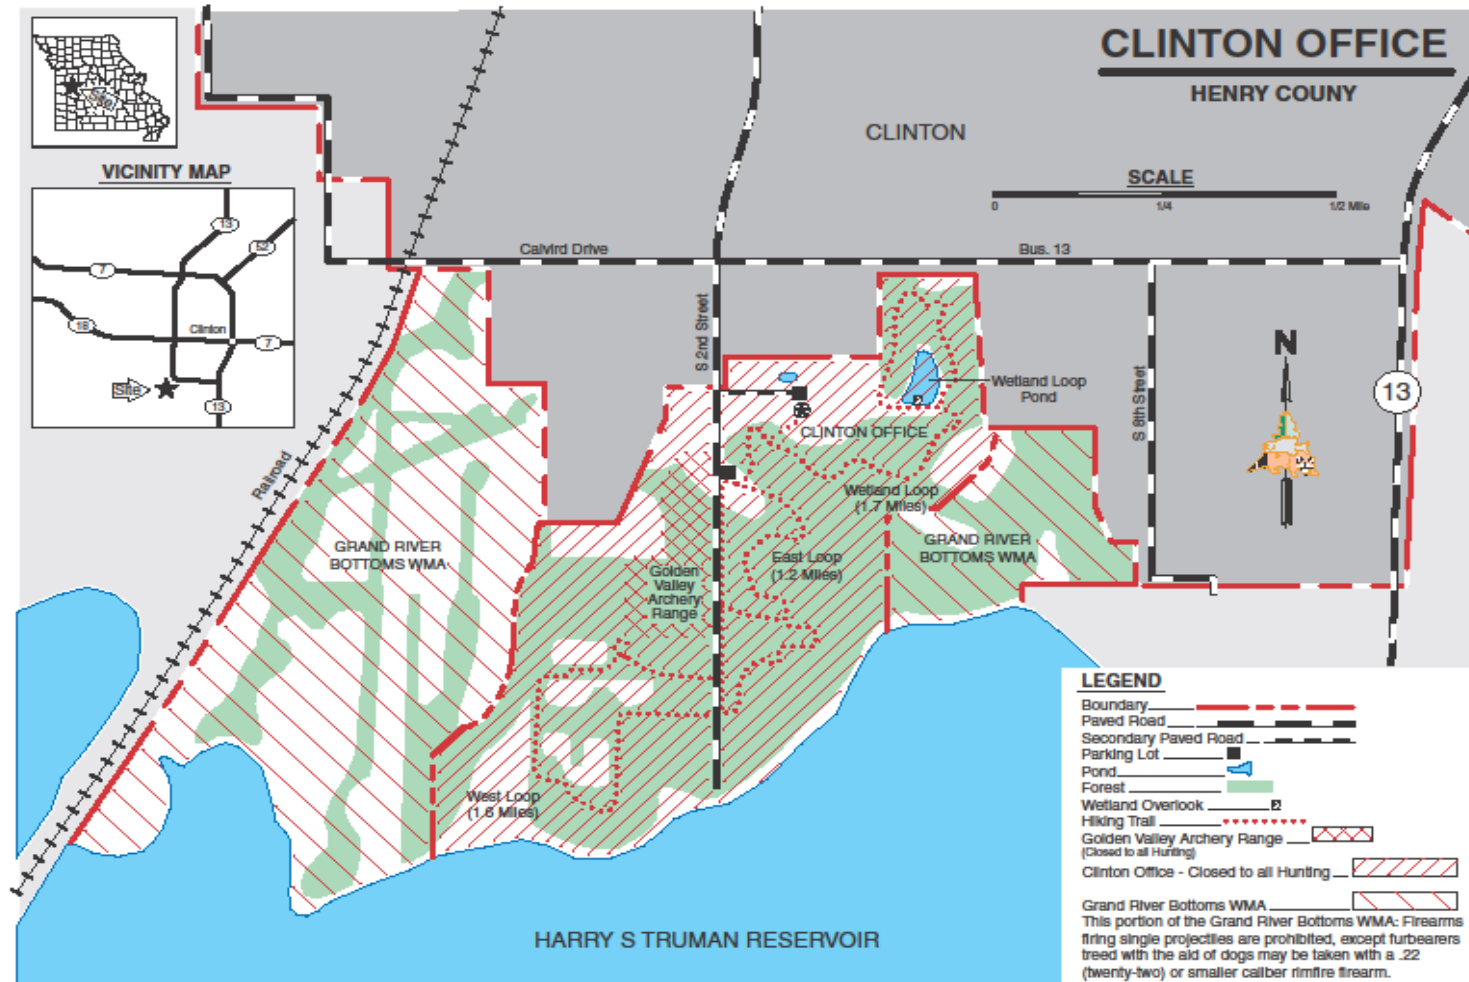 CLINTON OFFICE
HENRY COUNY
CLINTON
SCALE
0 1/4 1/2 Mile
Site
VICINITY MAP
13
52
7
18
Clinton
7
Site
13
Calvird Drive
Bus. 13
S 2nd Street
S 8th Street
N
13
Railroad
Wetland Loop
Pond
CLINTON OFFICE
Wetland Loop
(1.7 Miles)
GRAND RIVER
BOTTOMS WMA
GRAND RIVER
BOTTOMS WMA
East Loop
(1.2 Miles)
Golden
Valley
Archery
Range
West Loop
(1.6 Miles)
HARRY S TRUMAN RESERVOIR
LEGEND
Boundary
Paved Road
Secondary Paved Road
Parking Lot
Pond
Forest
Wetland Overlook
Hiking Trail
Golden Valley Archery Range
(Closed to all Hunting)
Clinton Office - Closed to all Hunting
Grand River Bottoms WMA
This portion of the Grand River Bottoms WMA: Firearms
firing single projectiles are prohibited, except furbearers
treed with the aid of dogs may be taken with a .22
(twenty-two) or smaller caliber rimfire firearm.